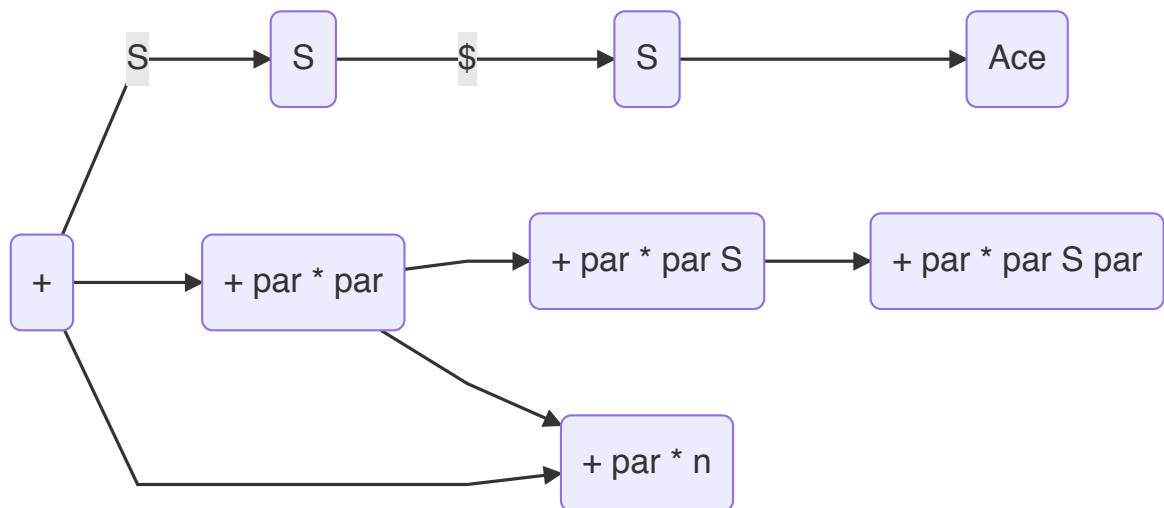 S
S
$
S
Ace
+
+ par * par
+ par * par S
+ par * par S par
+ par * n